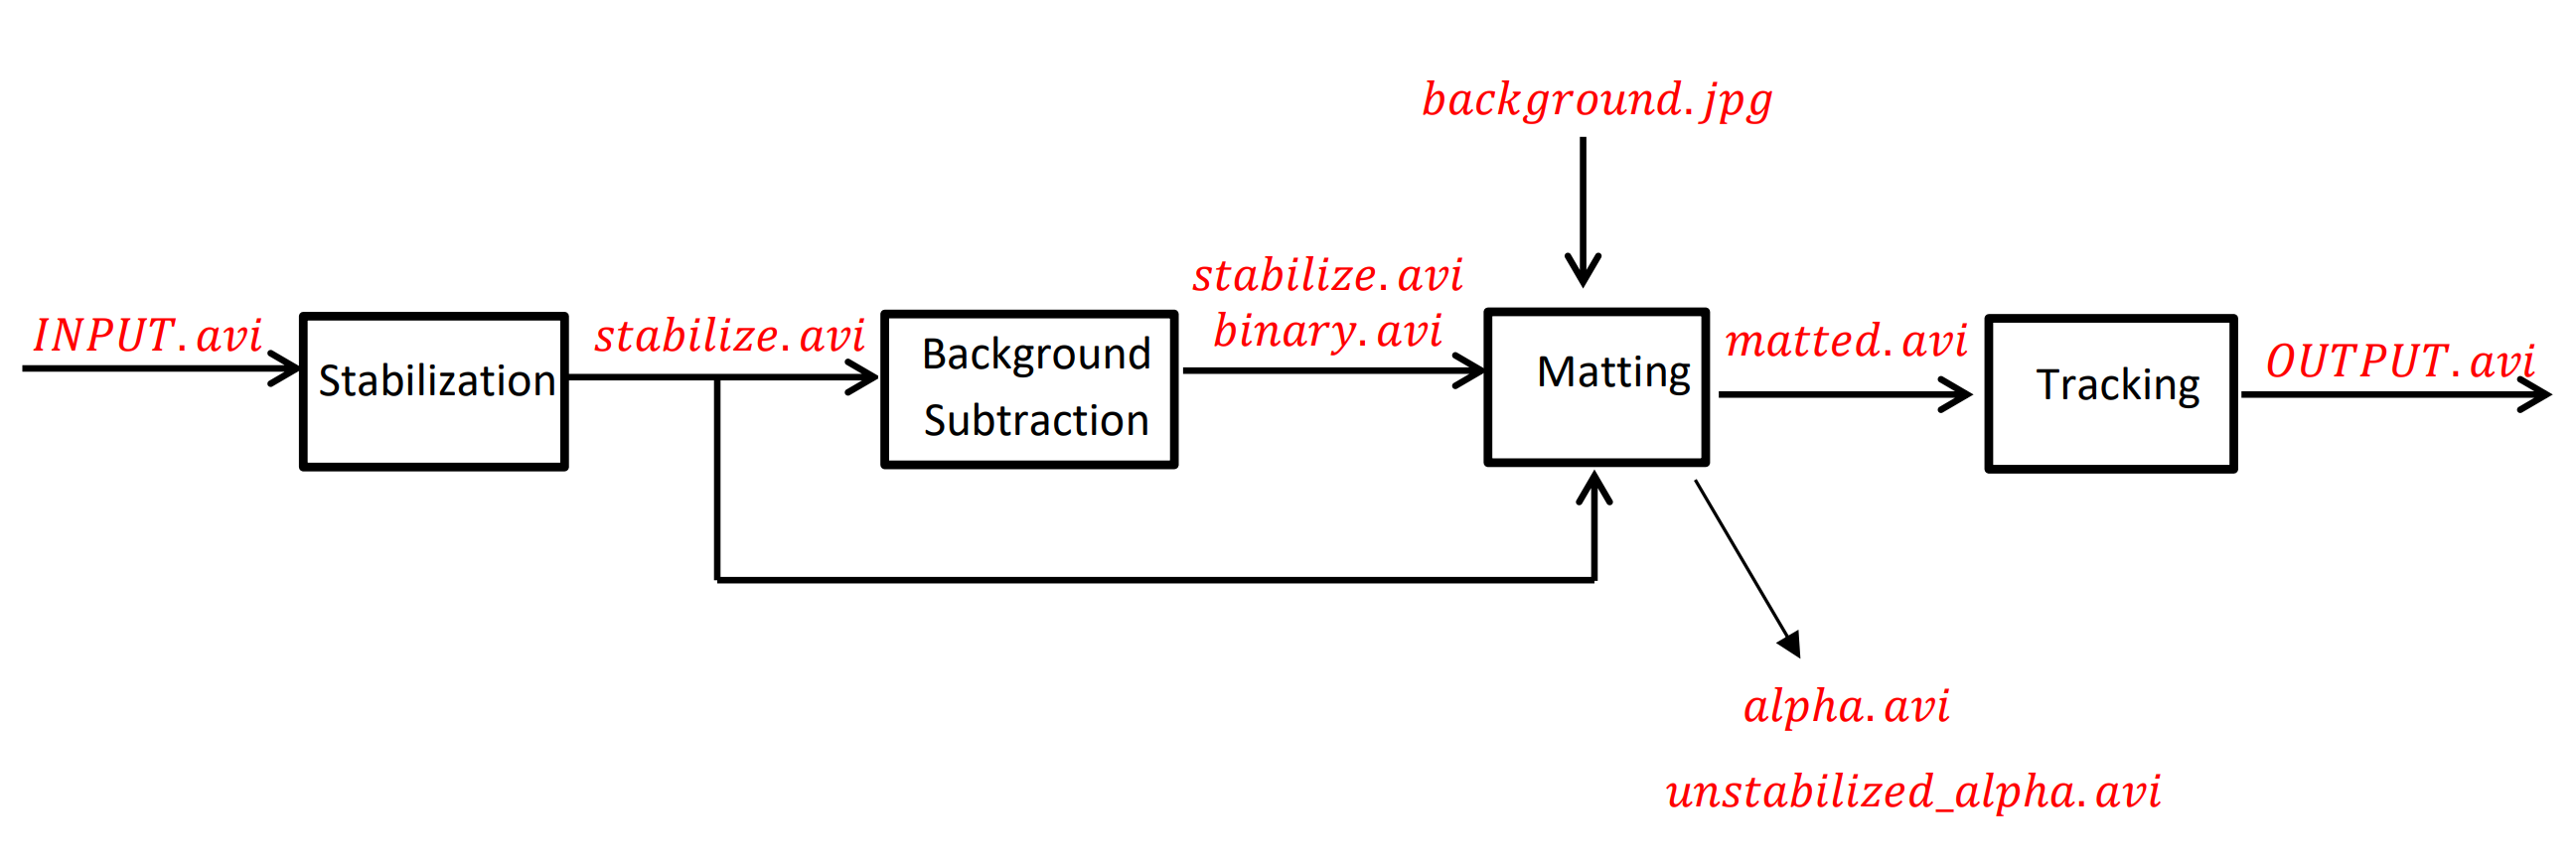 background.jpg
INPUT.avi
Stabilization
stabilize.avi
Background
Subtraction
stabilize.avi
binary.avi
Matting
matted.avi
Tracking
OUTPUT.avi
alpha.avi
unstabilized_alpha.avi